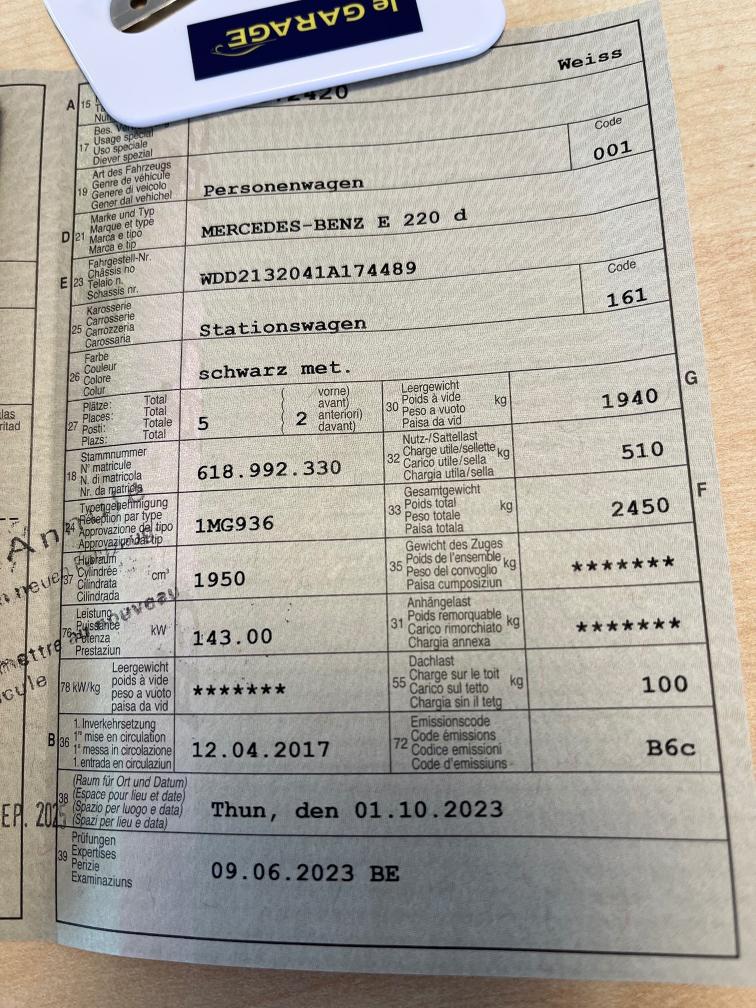 le GARAGE
2420
Weiss
A 15
17 Usage spécial
Uso speciale
Diever spezial
19 Art des Fahrzeugs
Genre de véhicule
Genere di veicolo
Gener dal vehichel
Personenwagen
Code
001
D 21 Marke und Typ
Marque et type
Marca e tipo
Marca e tip
MERCEDES-BENZ E 220 d
E 23 Fahrgestell-Nr.
Châssis no
Telaio n.
Schassis nr.
WDD2132041A174489
25 Karosserie
Carrosserie
Carrozzeria
Carossaria
Stationswagen
Code
161
26 Farbe
Couleur
Colore
Colur
schwarz met.
27 Plätze: Total
Places: Total
Posti: Totale
Plazs: Total
5
( vorne)
( avant)
( anteriori)
( davant)
2
G
30 Leergewicht
Poids à vide
Peso a vuoto
Paisa da vid
kg
1940
18 Stammnummer
N° matricule
N. di matricola
Nr. da matricla
618.992.330
32 Nutz-/Sattellast
Charge utile/sellette kg
Carico utile/sella
Chargia utila/sella
510
24 Typengenehmigung
Réception par type
Approvazione del tipo
Approvaziun dal tip
1MG936
F
33 Gesamtgewicht
Poids total
Peso totale
Paisa totala
kg
2450
37 Hubraum
Cylindrée
Cilindrata
Cilindrada
cm³
1950
35 Gewicht des Zuges
Poids de l'ensemble kg
Peso del convoglio
Paisa cumposiziun
*******
76 Leistung
Puissance
Potenza
Prestaziun
kW
143.00
31 Anhängelast
Poids remorquable
Carico rimorchiato kg
Chargia annexa
*******
78 kW/kg
Leergewicht
poids à vide
peso a vuoto
paisa da vid
*******
55 Dachlast
Charge sur le toit
Carico sul tetto kg
Chargia sin il tetg
100
B 36 1. Inverkehrsetzung
1re mise en circulation
1a messa in circolazione
1. entrada en circulaziun
12.04.2017
72 Emissionscode
Code émissions
Codice emissioni
Code d'emissiuns
B6c
38 (Raum für Ort und Datum)
(Espace pour lieu et date)
(Spazio per luogo e data)
(Spazi per lieu e data)
Thun, den 01.10.2023
39 Prüfungen
Expertises
Perizie
Examinaziuns
09.06.2023 BE